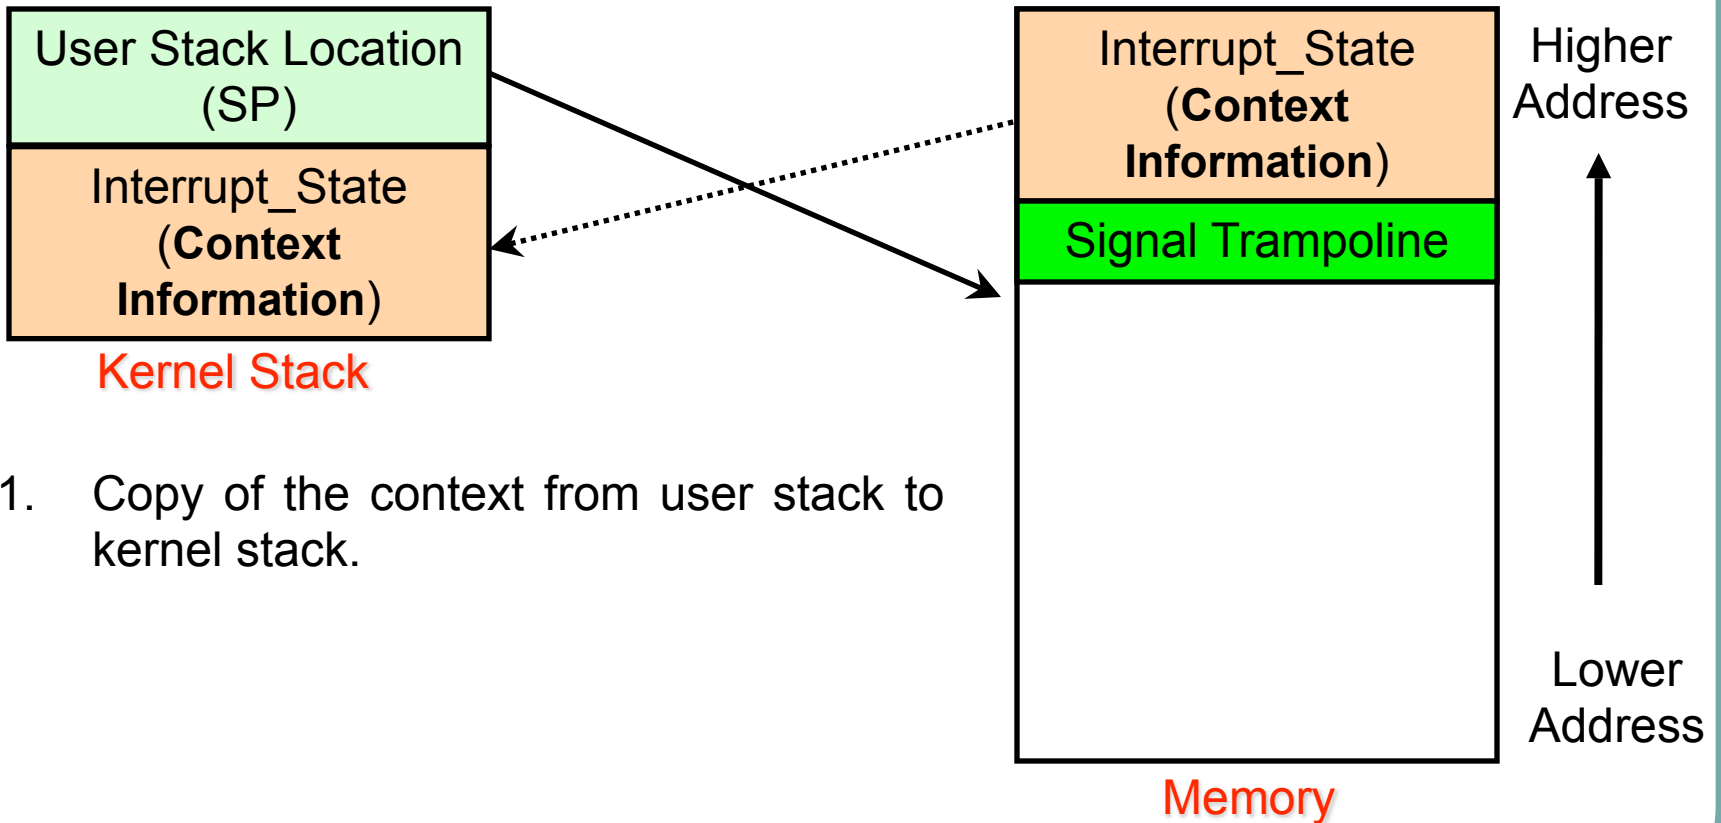 User Stack Location
(SP)
Interrupt_State
(Context
Information)
Kernel Stack
1. Copy of the context from user stack to
kernel stack.
Interrupt_State
(Context
Information)
Signal Trampoline
Memory
Higher
Address
Lower
Address